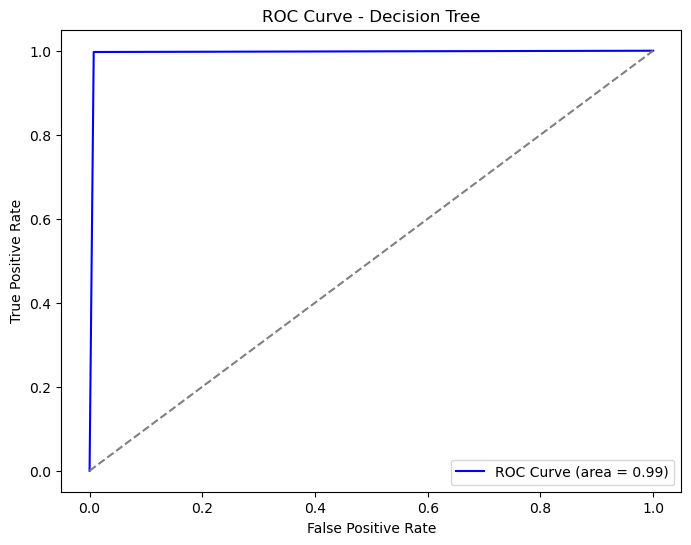 ROC Curve - Decision Tree
True Positive Rate
1.0
0.8
0.6
0.4
0.2
0.0
ROC Curve (area = 0.99)
0.0 0.2 0.4 0.6 0.8 1.0
False Positive Rate